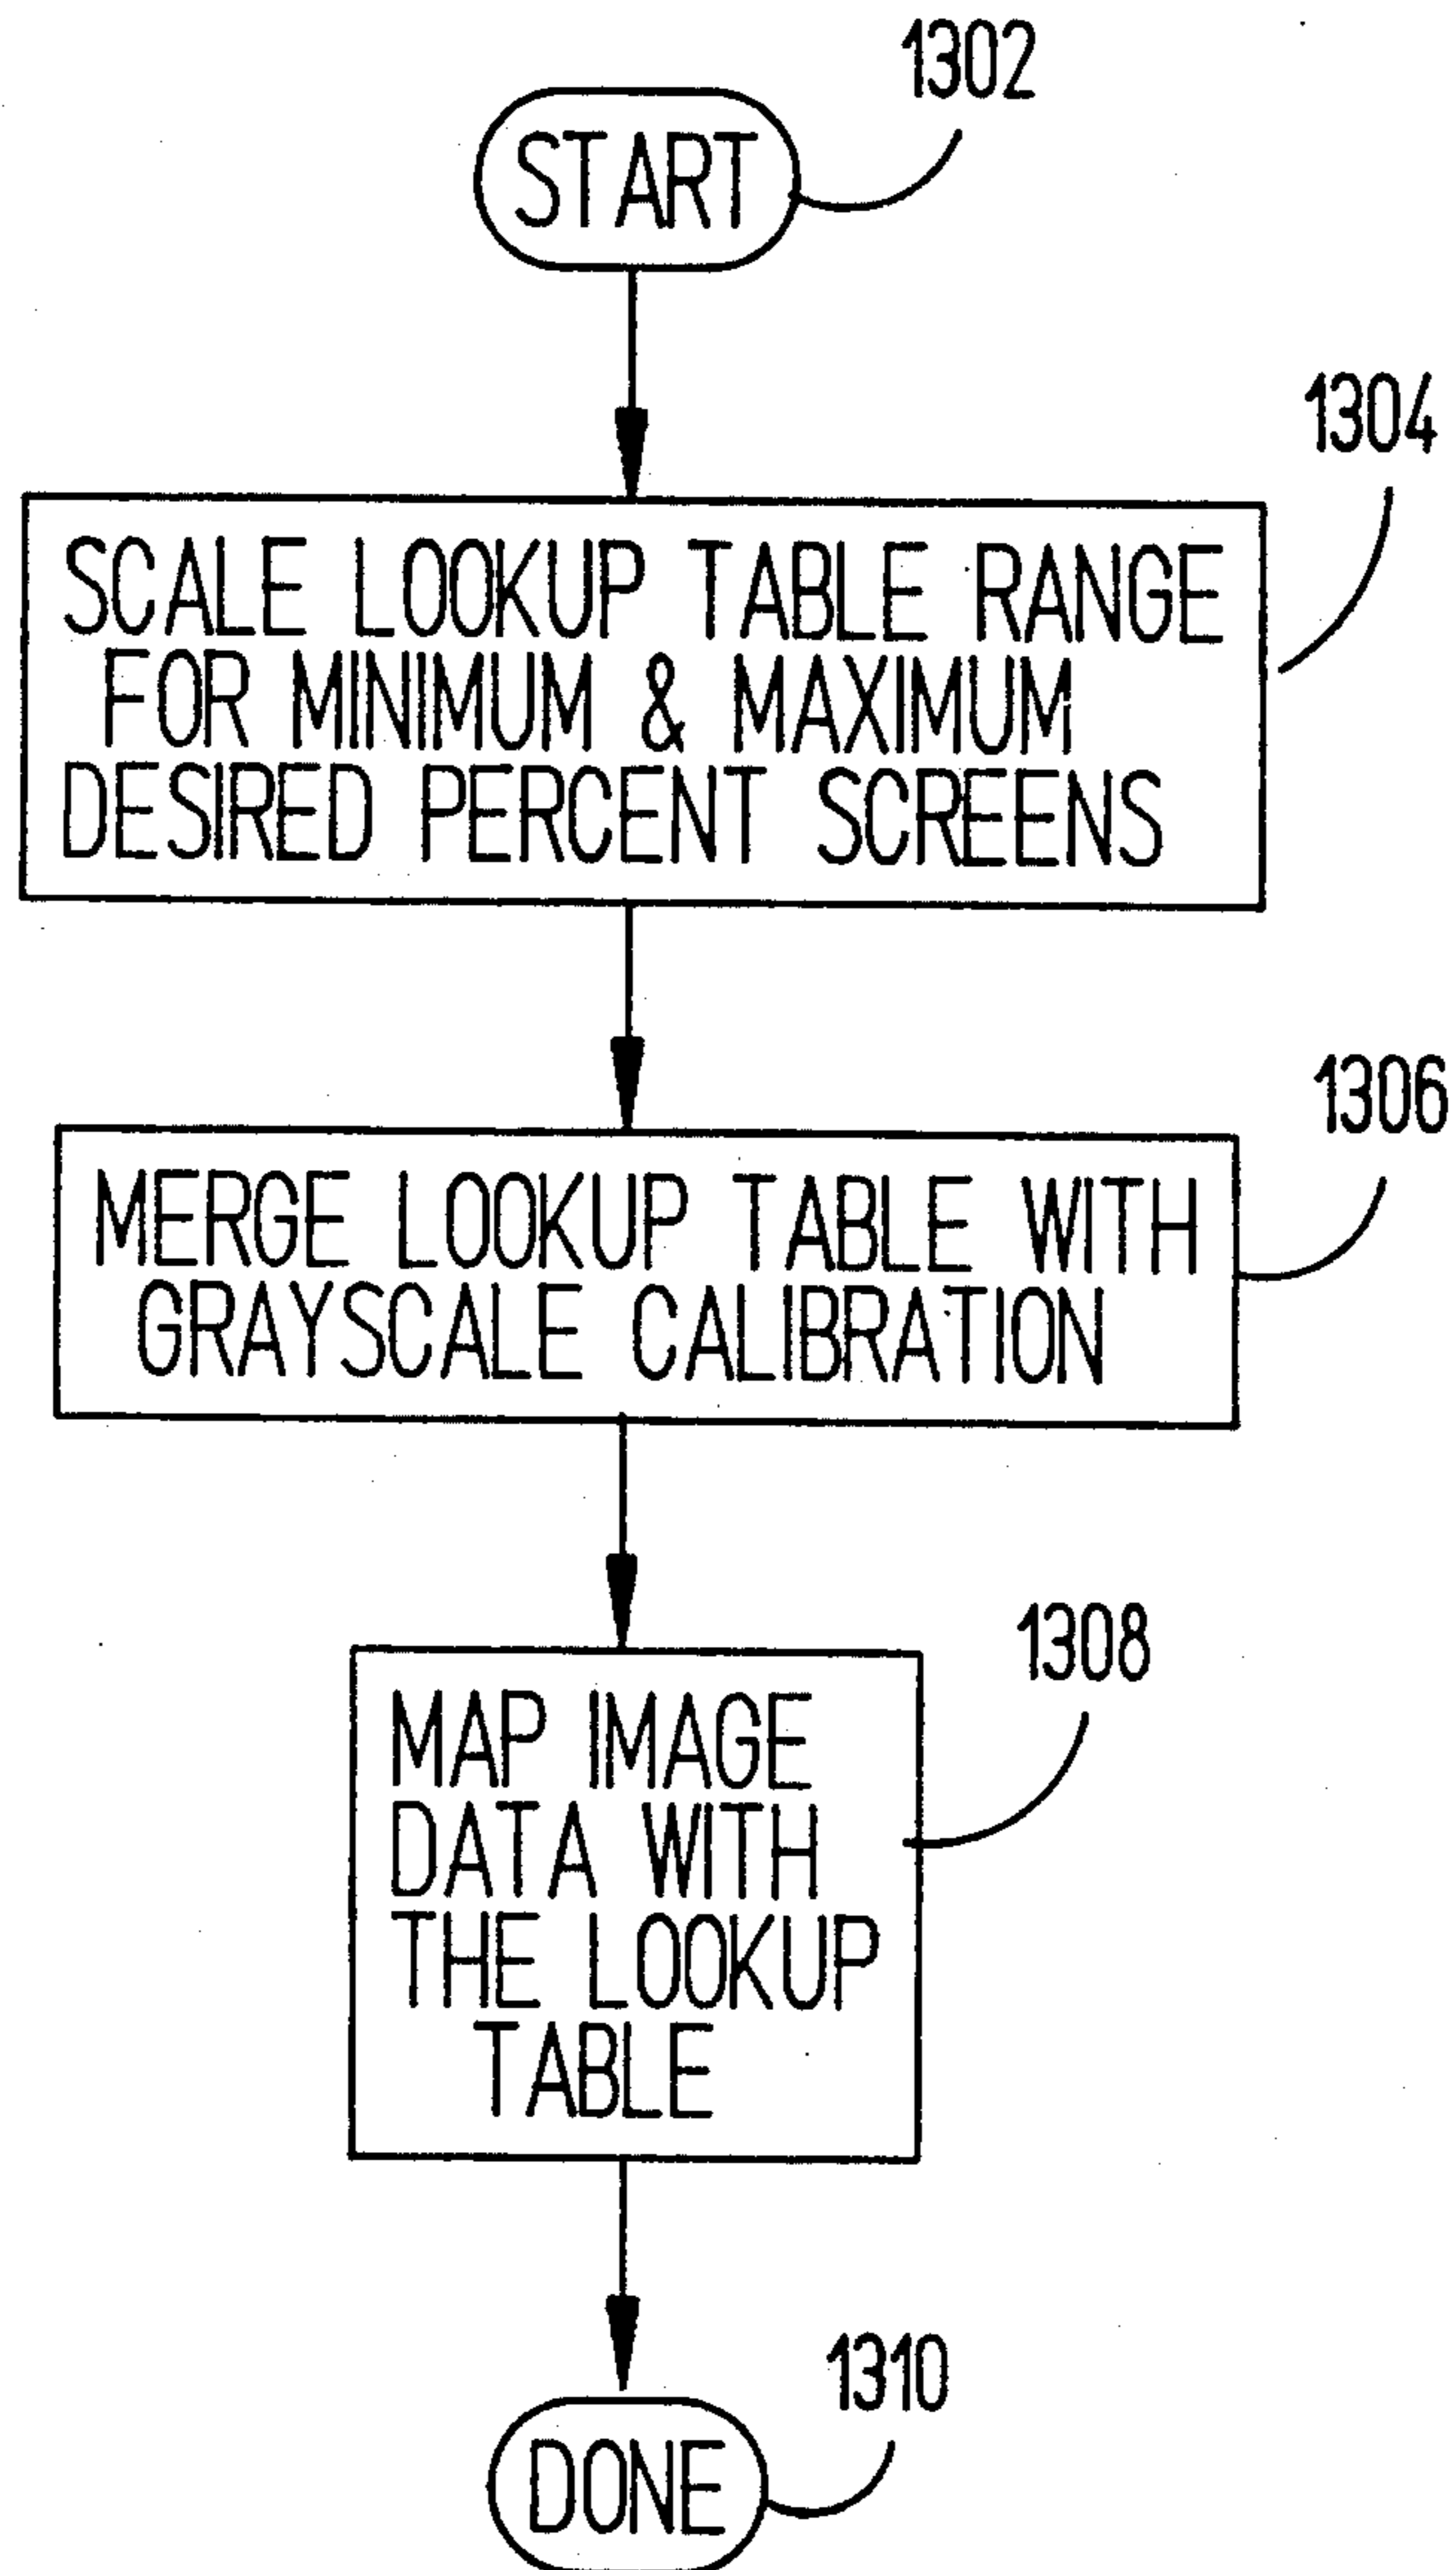 1302
START
1304
SCALE LOOKUP TABLE RANGE
FOR MINIMUM & MAXIMUM
DESIRED PERCENT SCREENS
1306
MERGE LOOKUP TABLE WITH
GRAYSCALE CALIBRATION
1308
MAP IMAGE
DATA WITH
THE LOOKUP
TABLE
1310
DONE